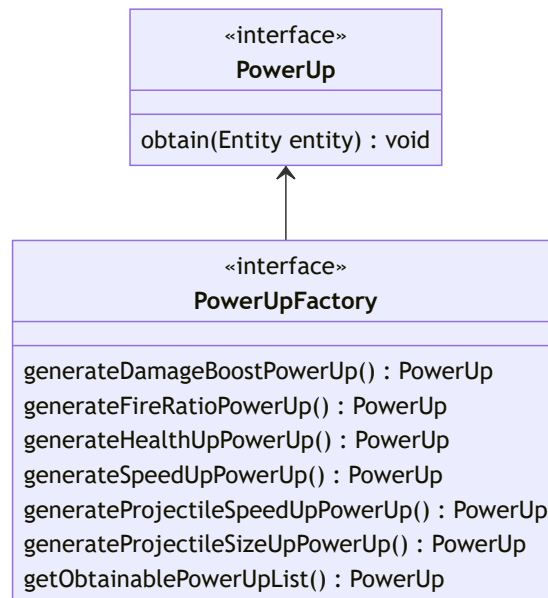 «interface»
PowerUp
obtain(Entity entity) : void
«interface»
PowerUpFactory
generateDamageBoostPowerUp() : PowerUp
generateFireRatioPowerUp() : PowerUp
generateHealthUpPowerUp() : PowerUp
generateSpeedUpPowerUp() : PowerUp
generateProjectileSpeedUpPowerUp() : PowerUp
generateProjectileSizeUpPowerUp() : PowerUp
getObtainablePowerUpList() : PowerUp